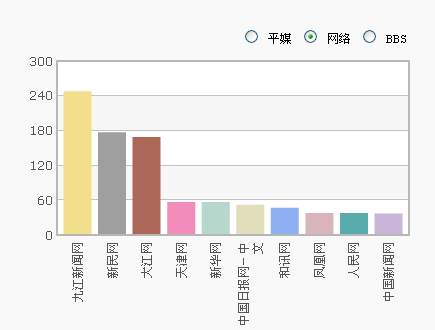 平媒 网络 BBS
300
240
180
120
60
0
九江新闻网
新民网
大江网
天津网
新华网
中国日报网-中
文
和讯网
凤凰网
人民网
中国新闻网